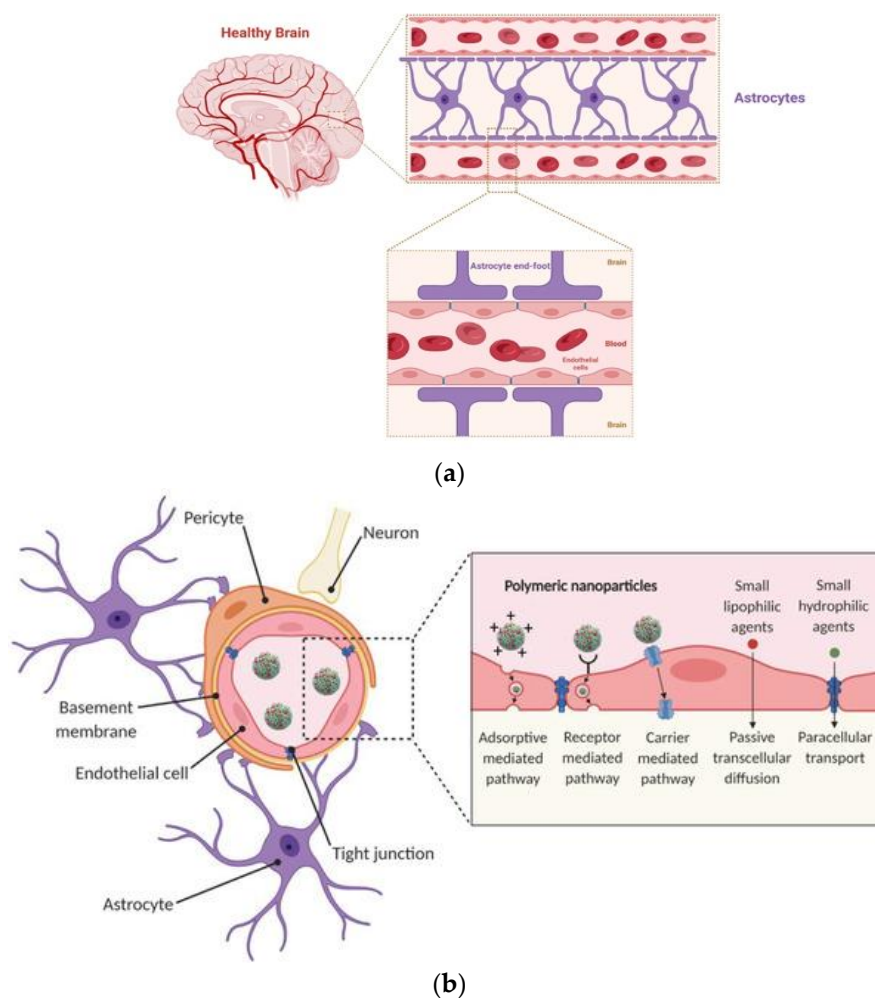 Healthy Brain
Astrocytes
Astrocyte end-foot
Brain
Blood
Endothelial
cells
Brain
(a)
Pericyte
Neuron
Basement
membrane
Endothelial cell
Tight junction
Astrocyte
Polymeric nanoparticles
Small
lipophilic
agents
Small
hydrophilic
agents
Adsorptive
mediated
pathway
Receptor
mediated
pathway
Carrier
mediated
pathway
Passive
transcellular
diffusion
Paracellular
transport
(b)